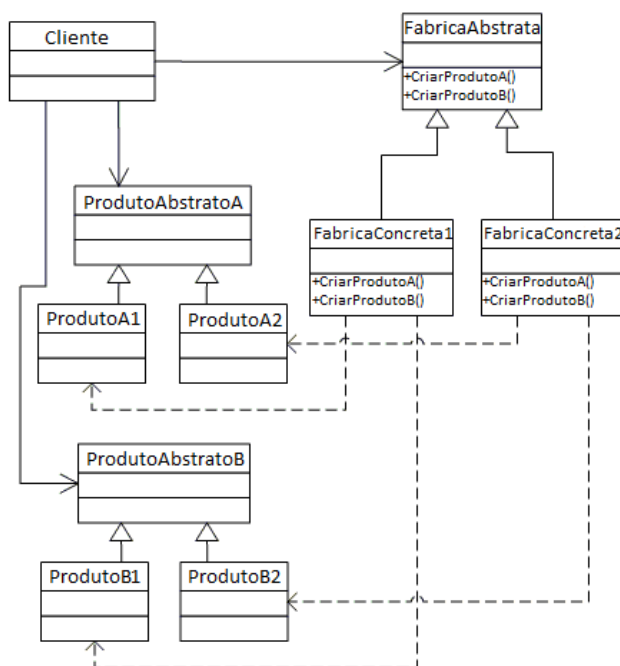 Cliente
FabricaAbstrata
+CriarProdutoA()
+CriarProdutoB()
ProdutoAbstratoA
FabricaConcreta1
+CriarProdutoA()
+CriarProdutoB()
FabricaConcreta2
+CriarProdutoA()
+CriarProdutoB()
ProdutoA1
ProdutoA2
ProdutoAbstratoB
ProdutoB1
ProdutoB2